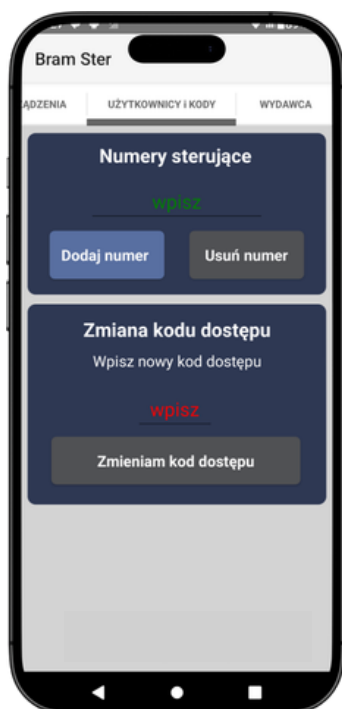 Bram Ster
ĄDZENIA UŻYTKOWNICY i KODY WYDAWCA
Numery sterujące
wpisz
Dodaj numer Usuń numer
Zmiana kodu dostępu
Wpisz nowy kod dostępu
wpisz
Zmieniam kod dostępu